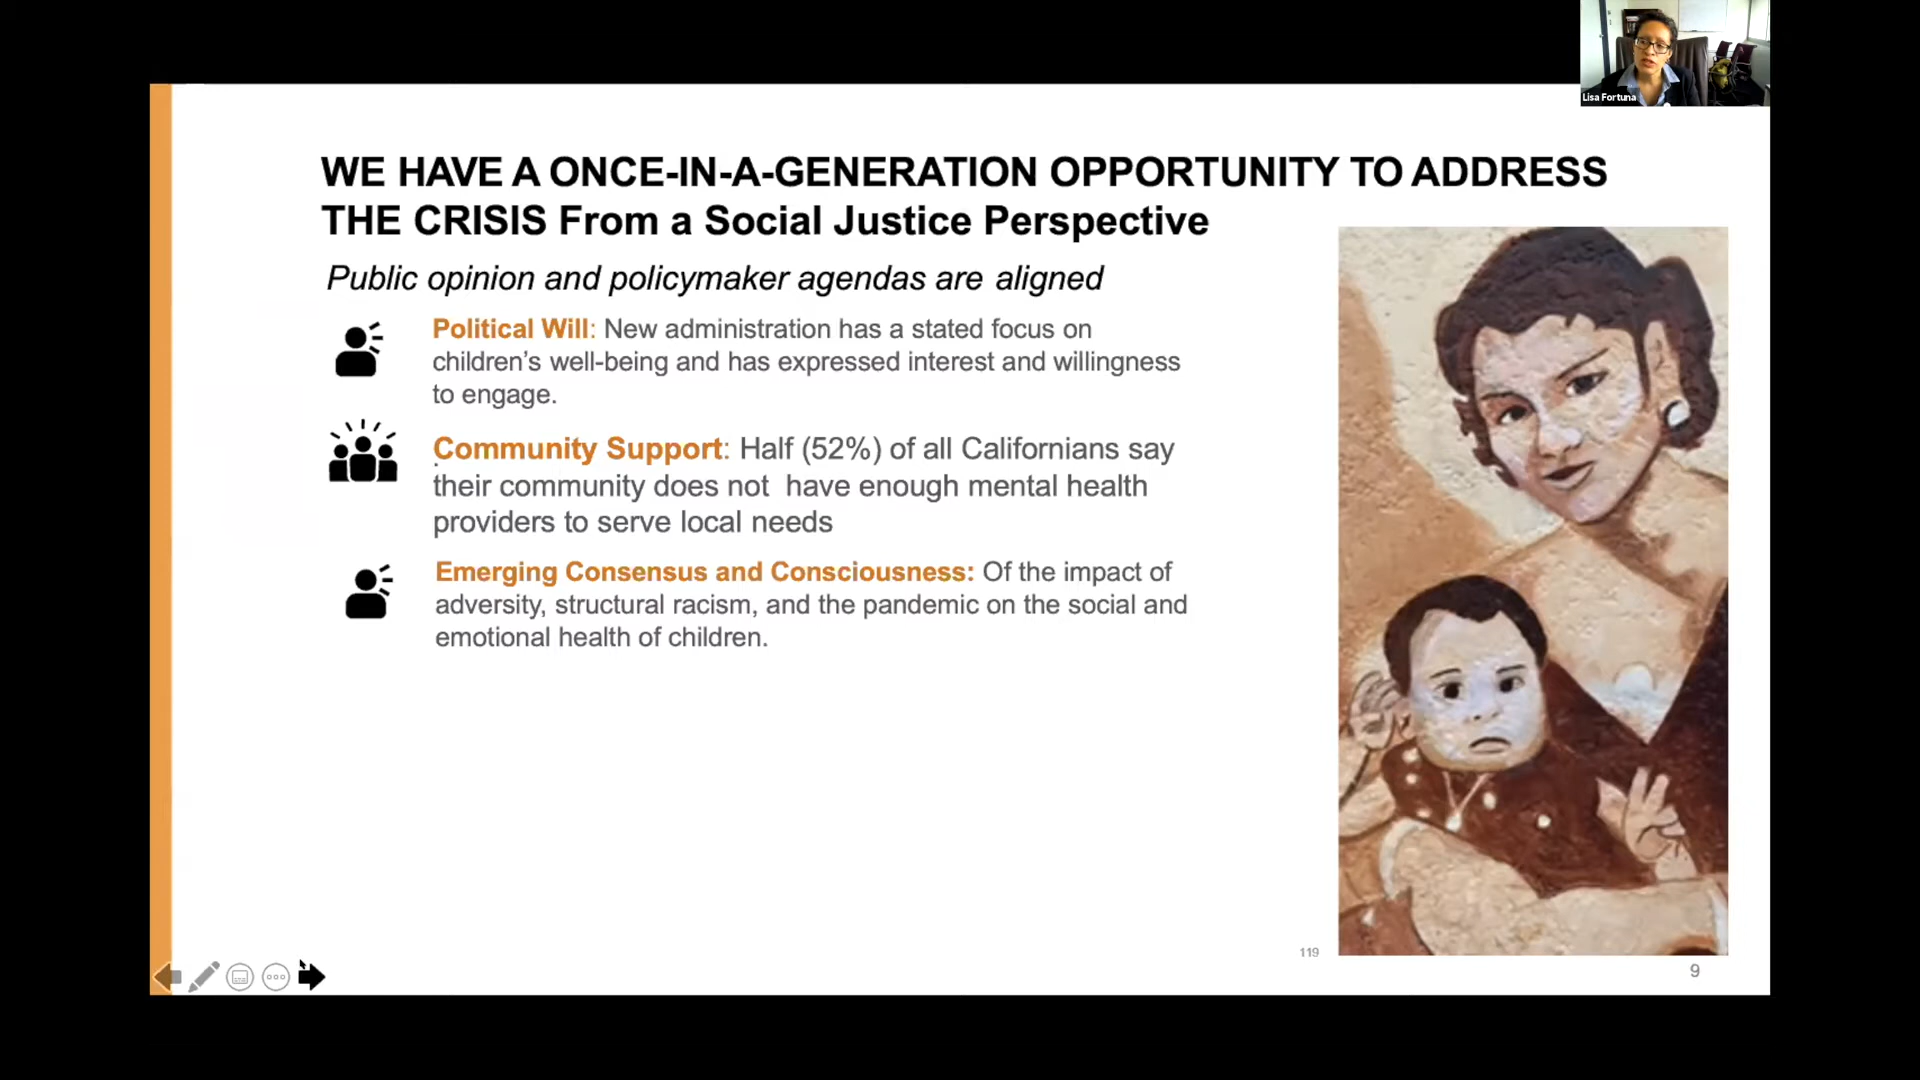 Lisa Fortuna
WE HAVE A ONCE-IN-A-GENERATION OPPORTUNITY TO ADDRESS
THE CRISIS From a Social Justice Perspective
Public opinion and policymaker agendas are aligned
Political Will: New administration has a stated focus on
children's well-being and has expressed interest and willingness
to engage.
Community Support: Half (52%) of all Californians say
their community does not  have enough mental health
providers to serve local needs
Emerging Consensus and Consciousness: Of the impact of
adversity, structural racism, and the pandemic on the social and
emotional health of children.
119
9